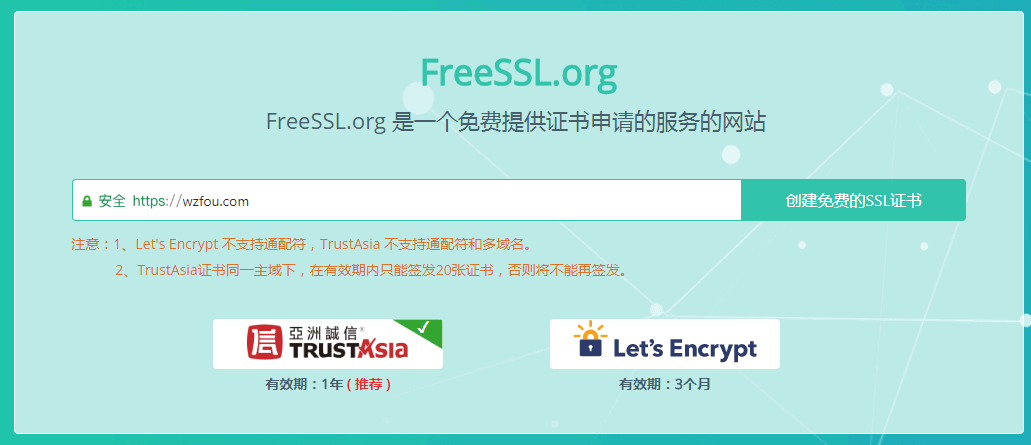 FreeSSL.org
FreeSSL.org 是一个免费提供证书申请的服务的网站
安全 https://wzfou.com 创建免费的SSL证书
注意：1、Let's Encrypt 不支持通配符，TrustAsia 不支持通配符和多域名。
2、TrustAsia证书同一主域下，在有效期内只能签发20张证书，否则将不能再签发。
亞洲誠信®
TRUSTAsia
Let's Encrypt
有效期：1年 ( 推荐 )
有效期：3个月